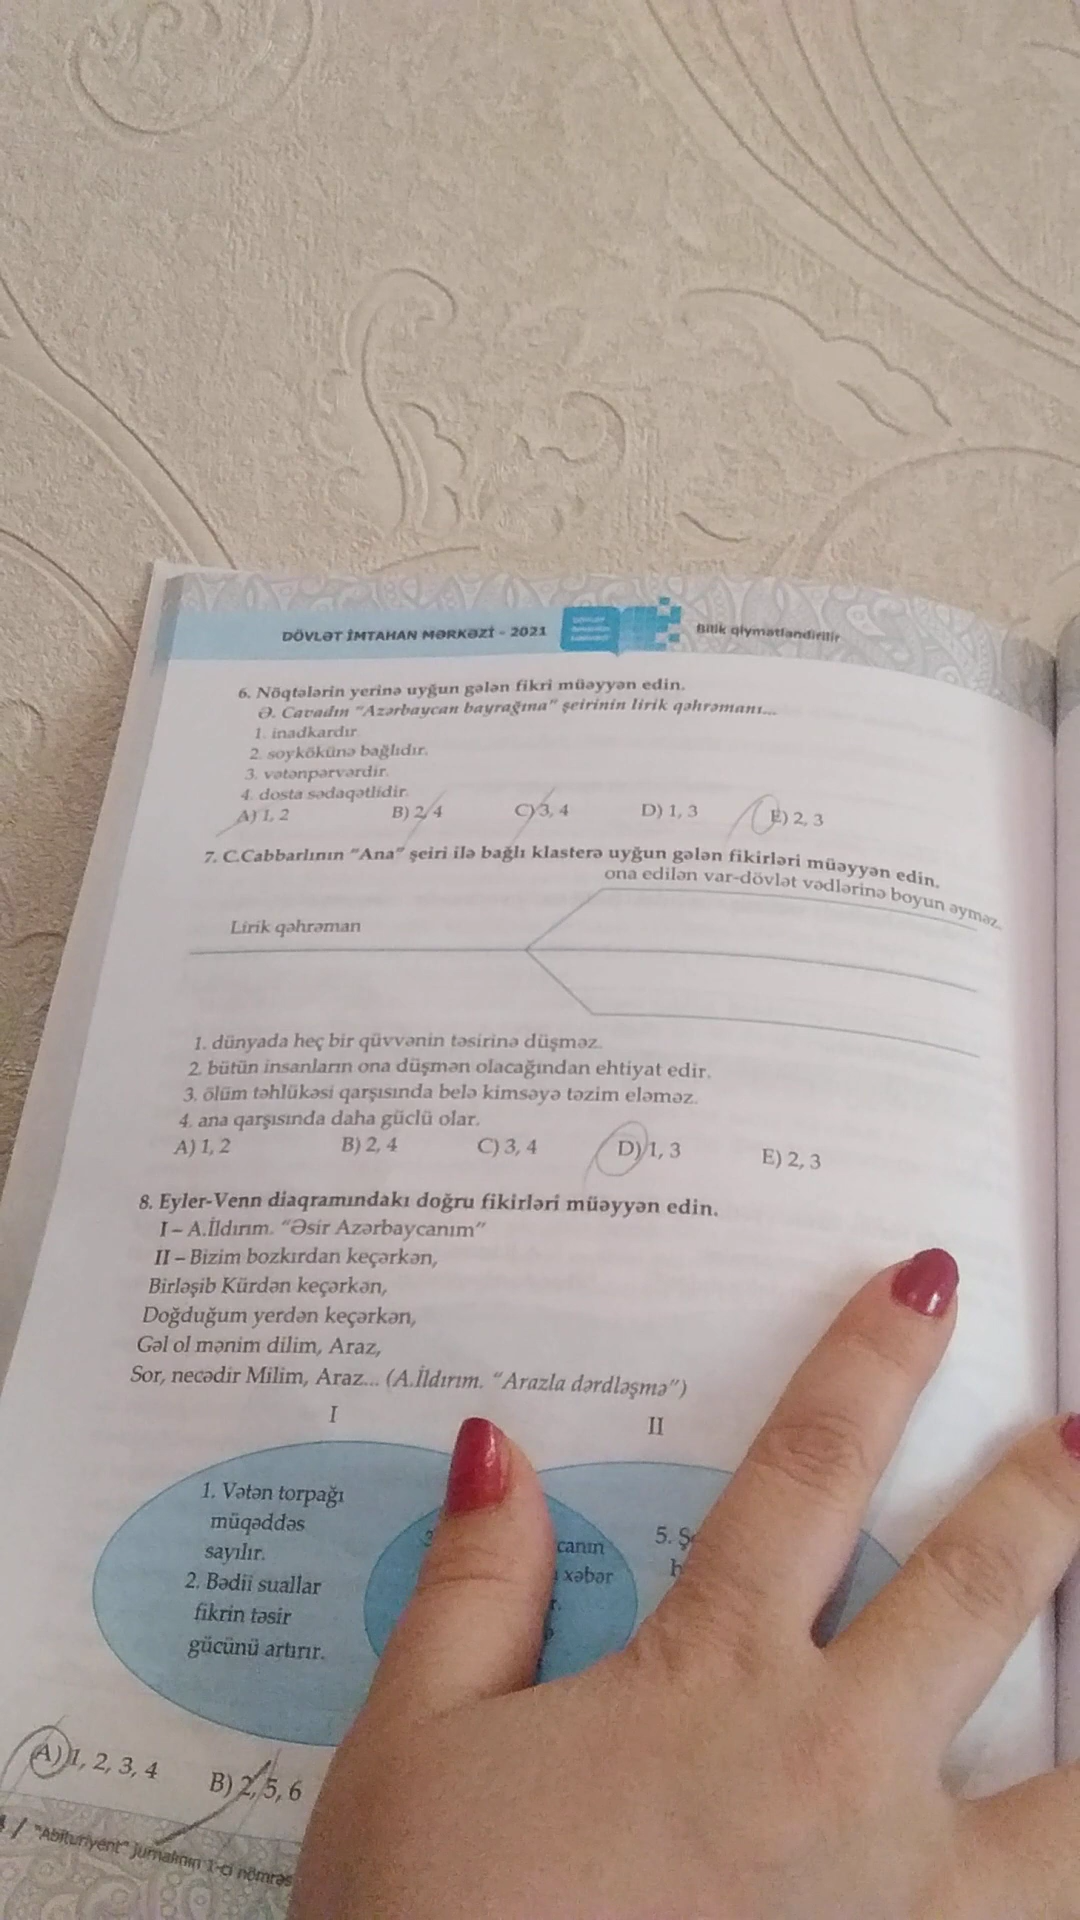 DÖVLƏT İMTAHAN MƏRKƏZİ - 2021
Bilik qiymətləndirilir
6. Nöqtələrin yerinə uyğun gələn fikri müəyyən edin.
Ə. Cavadın "Azərbaycan bayrağına" şeirinin lirik qəhrəmanı...
1. inadkardır.
2. soykökünə bağlıdır.
3. vətənpərvərdir.
4. dosta sədaqətlidir.
A) 1, 2 B) 2, 4 C) 3, 4 D) 1, 3 E) 2, 3
7. C.Cabbarlının "Ana" şeiri ilə bağlı klasterə uyğun gələn fikirləri müəyyən edin.
ona edilən var-dövlət vədlərinə boyun əyməz.
Lirik qəhrəman
1. dünyada heç bir qüvvənin təsirinə düşməz.
2. bütün insanların ona düşmən olacağından ehtiyat edir.
3. ölüm təhlükəsi qarşısında belə kimsəyə təzim eləməz.
4. ana qarşısında daha güclü olar.
A) 1, 2 B) 2, 4 C) 3, 4 D) 1, 3 E) 2, 3
8. Eyler-Venn diaqramındakı doğru fikirləri müəyyən edin.
I – A.İldırım. "Əsir Azərbaycanım"
II – Bizim bozkırdan keçərkən,
Birləşib Kürdən keçərkən,
Doğduğum yerdən keçərkən,
Gəl ol mənim dilim, Araz,
Sor, necədir Milim, Araz... (A.İldırım. "Arazla dərdləşmə")
I
II
1. Vətən torpağı
müqəddəs
sayılır.
2. Bədii suallar
fikrin təsir
gücünü artırır.
canın
xəbər
5.
A) 1, 2, 3, 4 B) 2, 5, 6
/ "Abituriyent" jurnalının 1-ci